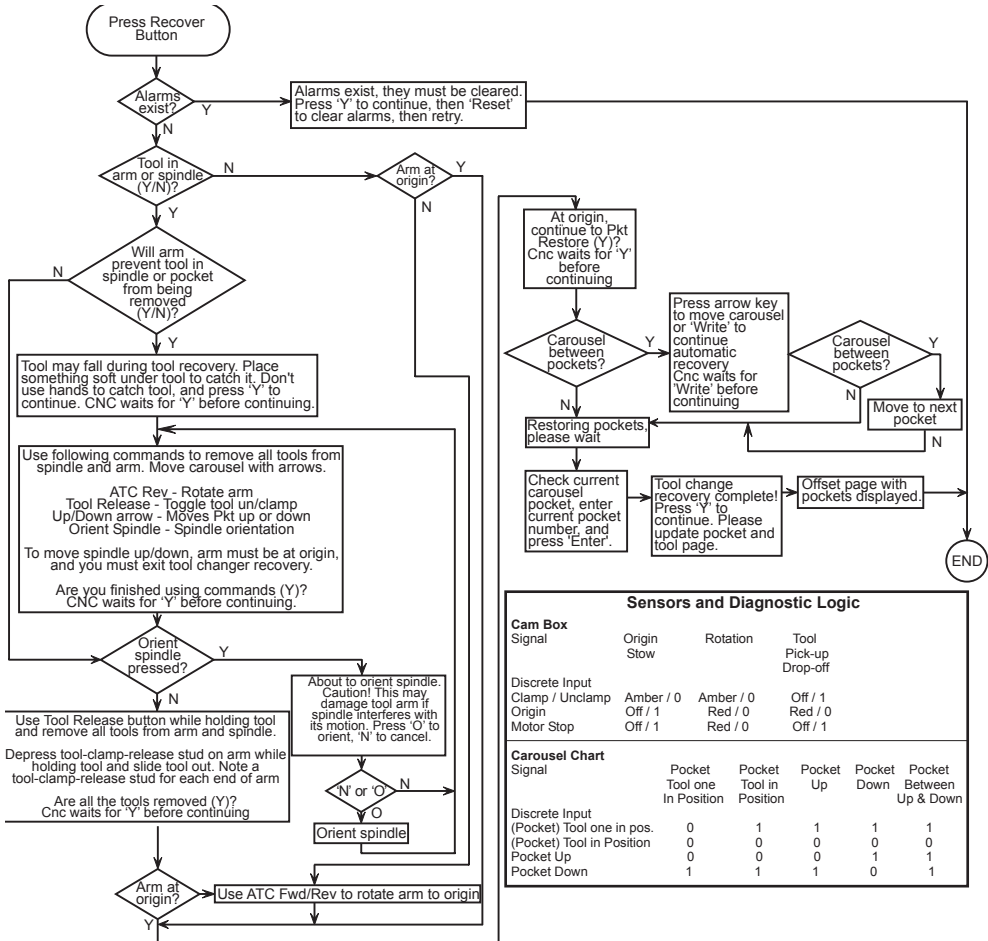 Press Recover
Button
Alarms
exist?
Y
N
Alarms exist, they must be cleared.
Press ‘Y’ to continue, then ‘Reset’
to clear alarms, then retry.
Tool in
arm or spindle
(Y/N)?
N
Y
Arm at
origin?
Y
N
Will arm
prevent tool in
spindle or pocket
from being
removed
(Y/N)?
N
Y
Tool may fall during tool recovery. Place
something soft under tool to catch it. Don't
use hands to catch tool, and press ‘Y’ to
continue. CNC waits for ‘Y’ before continuing.
Use following commands to remove all tools from
spindle and arm. Move carousel with arrows.
ATC Rev - Rotate arm
Tool Release - Toggle tool un/clamp
Up/Down arrow - Moves Pkt up or down
Orient Spindle - Spindle orientation
To move spindle up/down, arm must be at origin,
and you must exit tool changer recovery.
Are you finished using commands (Y)?
CNC waits for ‘Y’ before continuing.
Orient
spindle
pressed?
Y
N
About to orient spindle.
Caution! This may
damage tool arm if
spindle interferes with
its motion. Press ‘O’ to
orient, ‘N’ to cancel.
‘N’ or ‘O’
N
O
Orient spindle
Use Tool Release button while holding tool
and remove all tools from arm and spindle.
Depress tool-clamp-release stud on arm while
holding tool and slide tool out. Note a
tool-clamp-release stud for each end of arm
Are all the tools removed (Y)?
Cnc waits for ‘Y’ before continuing
Arm at
origin?
Y
Use ATC Fwd/Rev to rotate arm to origin
At origin,
continue to Pkt
Restore (Y)?
Cnc waits for ‘Y’
before
continuing
Carousel
between
pockets?
Y
N
Press arrow key
to move carousel
or ‘Write’ to
continue
automatic
recovery
Cnc waits for
‘Write’ before
continuing
Carousel
between
pockets?
Y
N
Move to next
pocket
N
Restoring pockets,
please wait
Check current
carousel
pocket, enter
current pocket
number, and
press 'Enter'.
Tool change
recovery complete!
Press ‘Y’ to
continue. Please
update pocket and
tool page.
Offset page with
pockets displayed.
END
Sensors and Diagnostic Logic
Cam Box
Signal Origin Rotation Tool
Stow Pick-up
Drop-off
Discrete Input
Clamp / Unclamp Amber / 0 Amber / 0 Off / 1
Origin Off / 1 Red / 0 Red / 0
Motor Stop Off / 1 Red / 0 Off / 1
Carousel Chart
Signal Pocket Pocket Pocket Pocket Pocket
Tool one Tool in Up Down Between
In Position Position Up & Down
Discrete Input
(Pocket) Tool one in pos. 0 1 1 1 1
(Pocket) Tool in Position 0 0 0 0 0
Pocket Up 0 0 0 1 1
Pocket Down 1 1 1 0 1